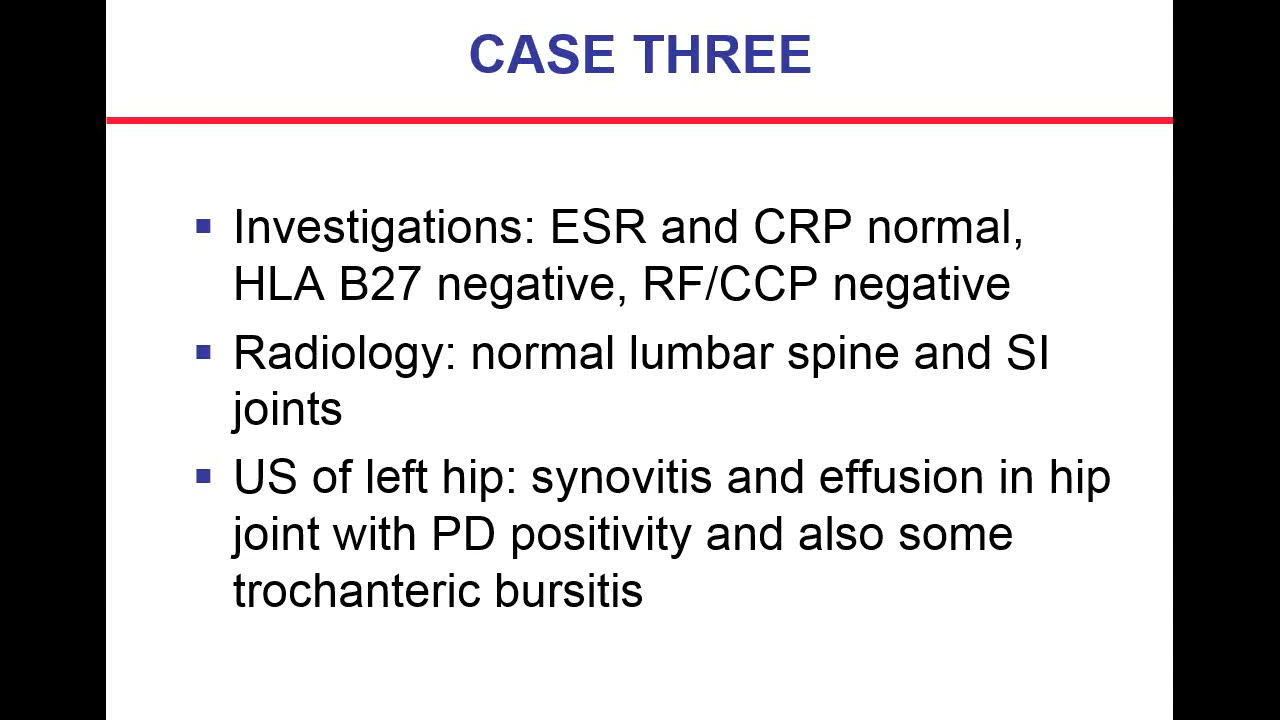 CASE THREE
▪ Investigations: ESR and CRP normal,
HLA B27 negative, RF/CCP negative
▪ Radiology: normal lumbar spine and SI
joints
▪ US of left hip: synovitis and effusion in hip
joint with PD positivity and also some
trochanteric bursitis